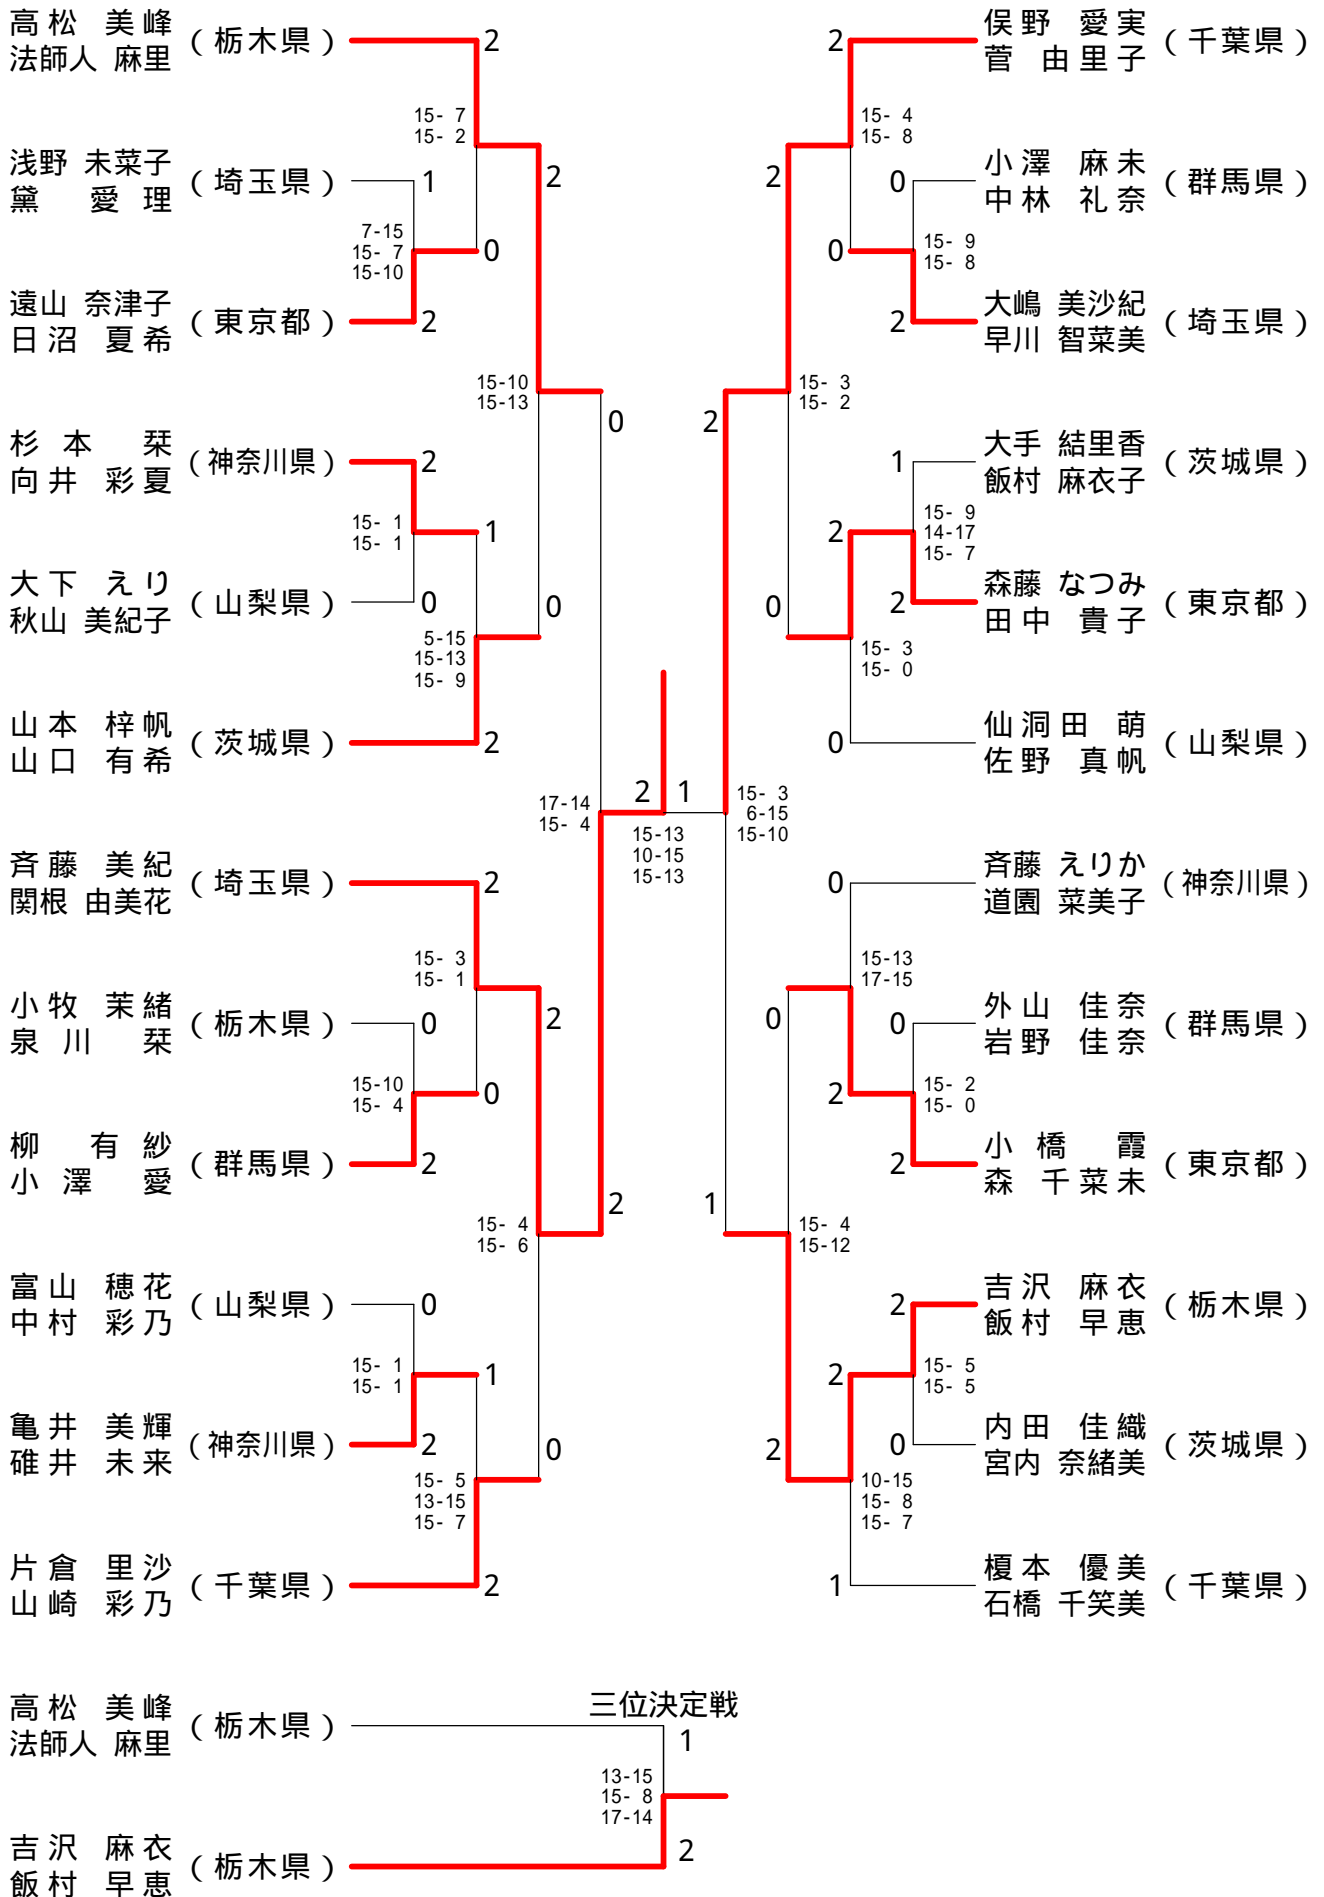 高松 美峰
法師人 麻里
(栃木県)
2
15- 7
15- 2
浅野 未菜子
黛 愛理
(埼玉県)
1
7-15
15- 7
15-10
0
遠山 奈津子
日沼 夏希
(東京都)
2
2
15-10
15-13
0
杉本 栞
向井 彩夏
(神奈川県)
2
15- 1
15- 1
1
大下 えり
秋山 美紀子
(山梨県)
0
0
5-15
15-13
15- 9
山本 梓帆
山口 有希
(茨城県)
2
17-14
15- 4
2
1
15-13
10-15
15-13
斉藤 美紀
関根 由美花
(埼玉県)
2
15- 3
15- 1
小牧 茉緒
泉川 栞
(栃木県)
0
2
15-10
15- 4
0
柳 有紗
小澤 愛
(群馬県)
2
15- 4
15- 6
2
富山 穂花
中村 彩乃
(山梨県)
0
15- 1
15- 1
1
亀井 美輝
碓井 未来
(神奈川県)
2
0
15- 5
13-15
15- 7
片倉 里沙
山崎 彩乃
(千葉県)
2
2
俣野 愛実
菅 由里子
(千葉県)
15- 4
15- 8
2
0
小澤 麻未
中林 礼奈
(群馬県)
0
15- 9
15- 8
2
大嶋 美沙紀
早川 智菜美
(埼玉県)
15- 3
15- 2
2
1
大手 結里香
飯村 麻衣子
(茨城県)
2
15- 9
14-17
15- 7
0
2
森藤 なつみ
田中 貴子
(東京都)
15- 3
15- 0
0
仙洞田 萌
佐野 真帆
(山梨県)
15- 3
6-15
15-10
0
斉藤 えりか
道園 菜美子
(神奈川県)
15-13
17-15
0
0
外山 佳奈
岩野 佳奈
(群馬県)
2
15- 2
15- 0
2
小橋 霞
森 千菜未
(東京都)
1
15- 4
15-12
2
吉沢 麻衣
飯村 早恵
(栃木県)
2
15- 5
15- 5
2
0
内田 佳織
宮内 奈緒美
(茨城県)
10-15
15- 8
15- 7
1
榎本 優美
石橋 千笑美
(千葉県)
三位決定戦
高松 美峰
法師人 麻里
(栃木県)
1
13-15
15- 8
17-14
2
吉沢 麻衣
飯村 早恵
(栃木県)